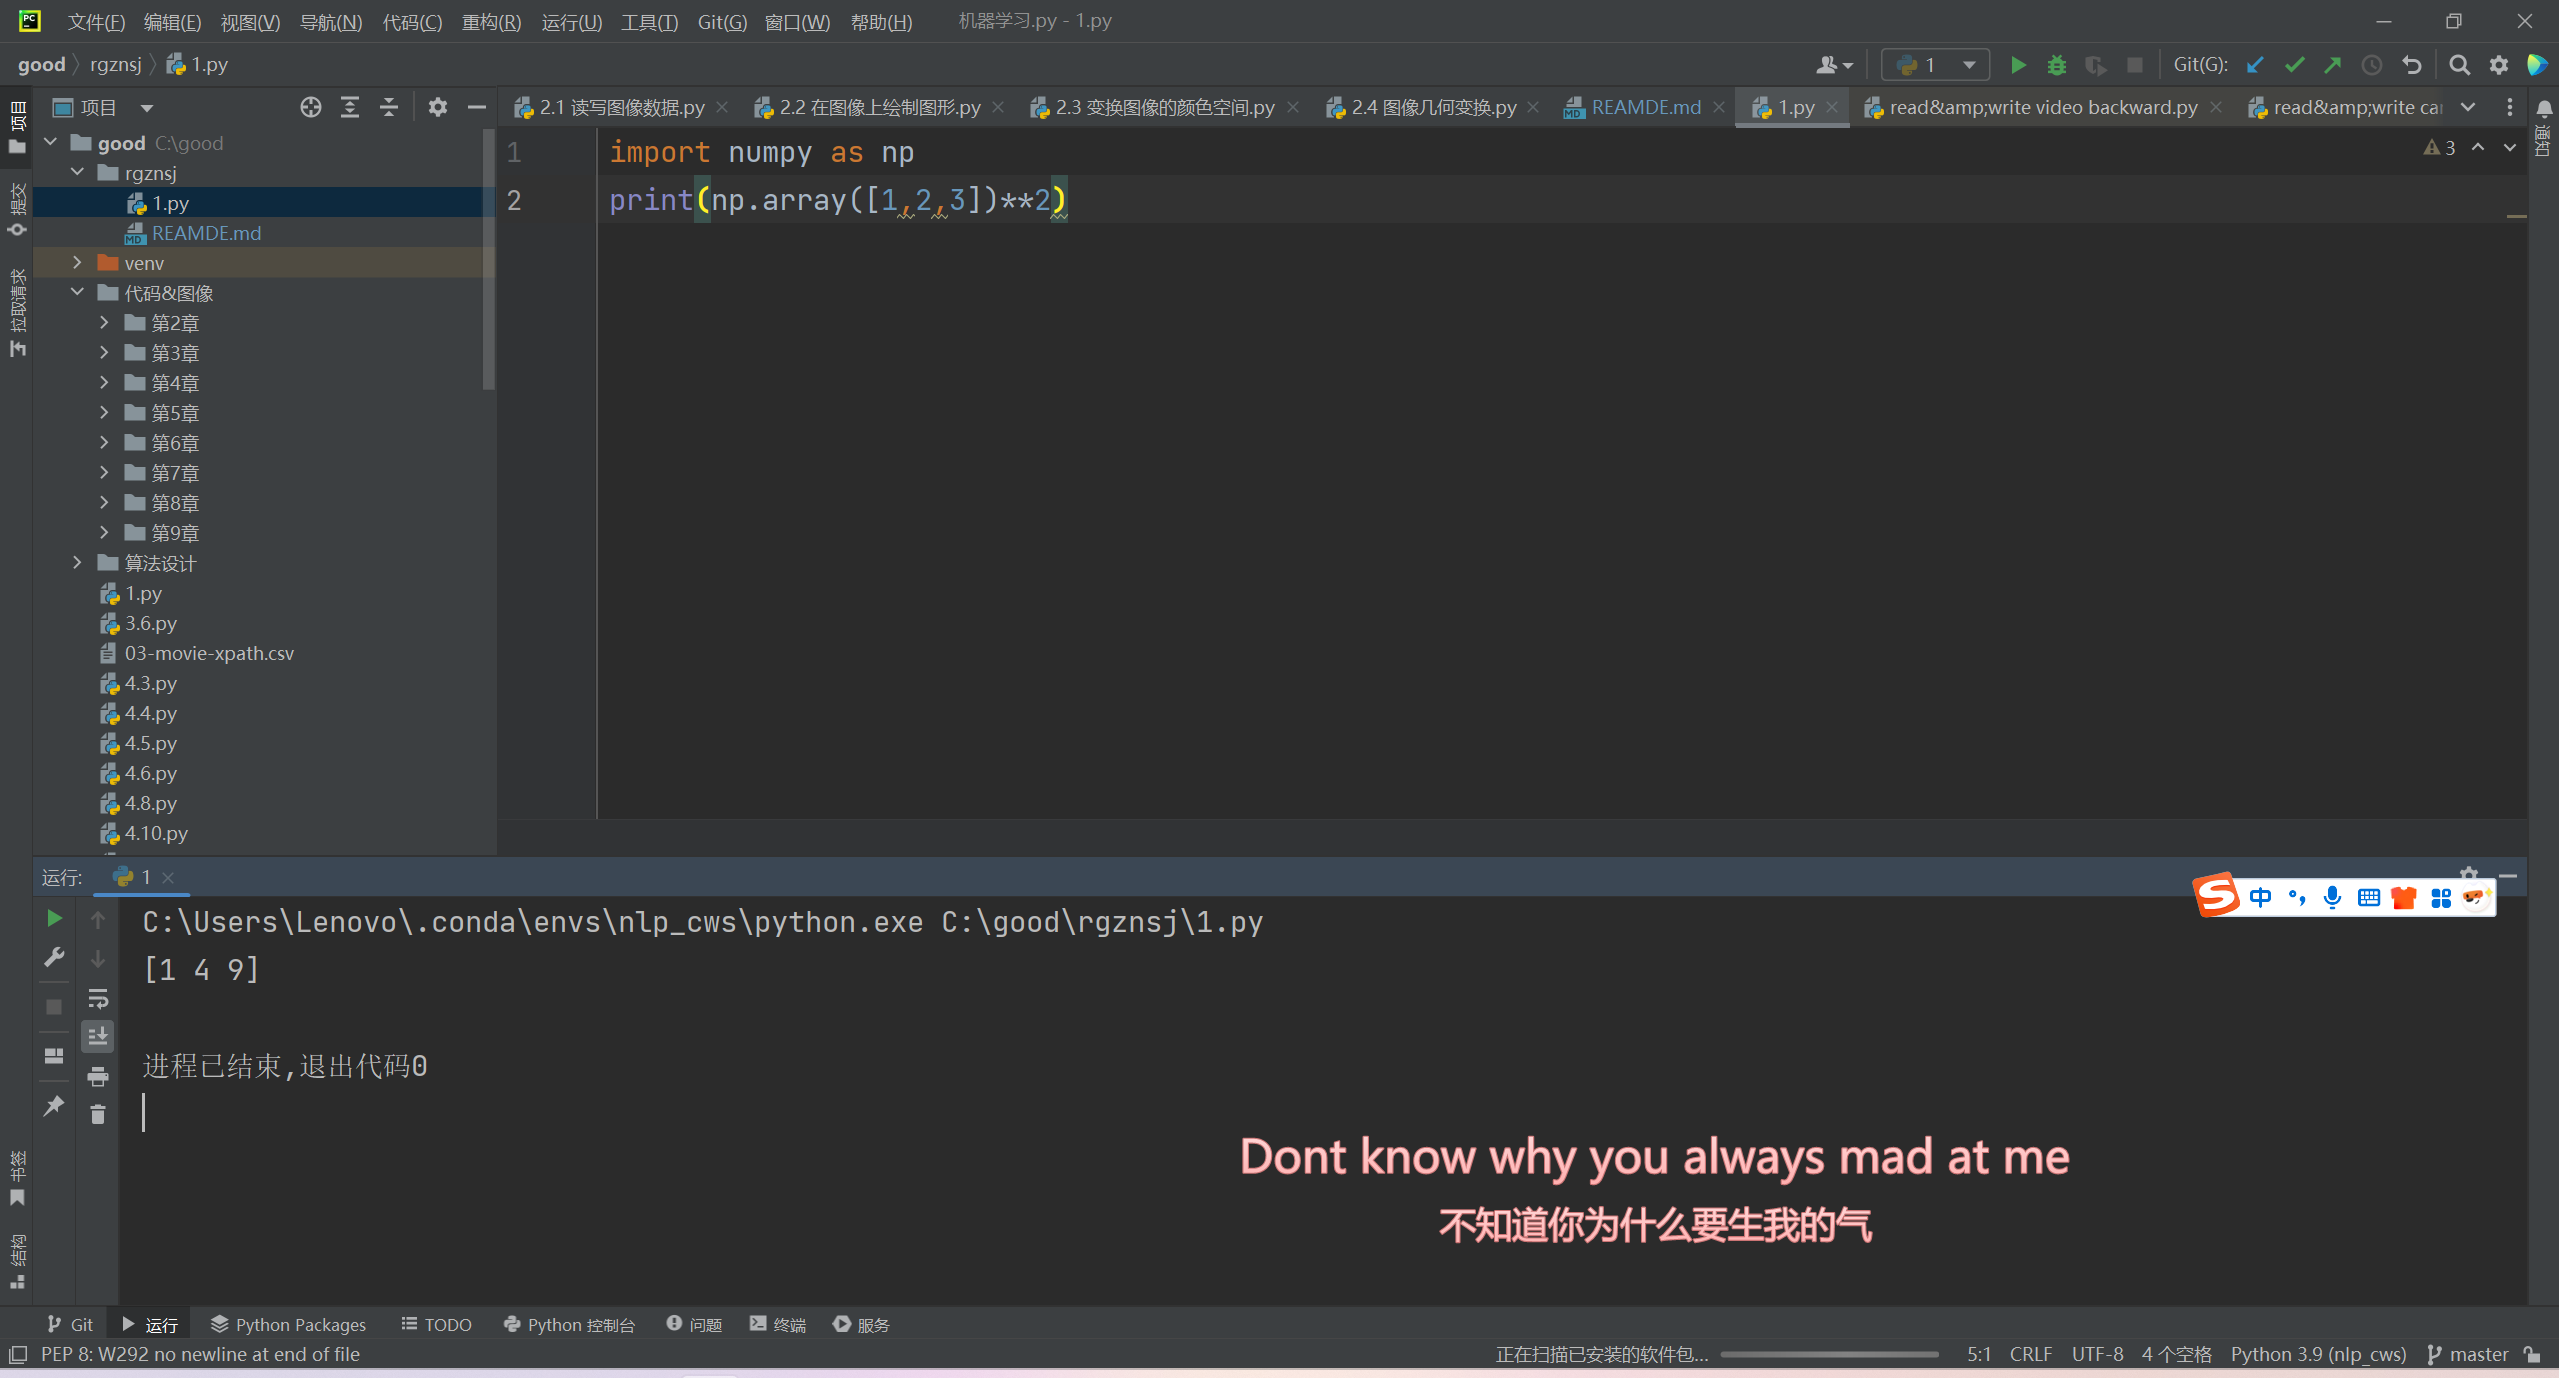 文件(F) 编辑(E) 视图(V) 导航(N) 代码(C) 重构(R) 运行(U) 工具(T) Git(G) 窗口(W) 帮助(H) 机器学习.py - 1.py
good rgznsj 1.py
1
Git(G):
项目
2.1 读写图像数据.py
2.2 在图像上绘制图形.py
2.3 变换图像的颜色空间.py
2.4 图像几何变换.py
REAMDE.md
1.py
read&amp;write video backward.py
read&amp;write ca
项目
提交
拉取请求
书签
结构
通知
good C:\good
rgznsj
1.py
REAMDE.md
venv
代码&图像
第2章
第3章
第4章
第5章
第6章
第7章
第8章
第9章
算法设计
1.py
3.6.py
03-movie-xpath.csv
4.3.py
4.4.py
4.5.py
4.6.py
4.8.py
4.10.py
1 import numpy as np
2 print(np.array([1,2,3])**2)
3
运行: 1
中
C:\Users\Lenovo\.conda\envs\nlp_cws\python.exe C:\good\rgznsj\1.py
[1 4 9]
进程已结束,退出代码0
Dont know why you always mad at me
不知道你为什么要生我的气
Git 运行 Python Packages TODO Python 控制台 问题 终端 服务
PEP 8: W292 no newline at end of file
正在扫描已安装的软件包... 5:1 CRLF UTF-8 4 个空格 Python 3.9 (nlp_cws) master